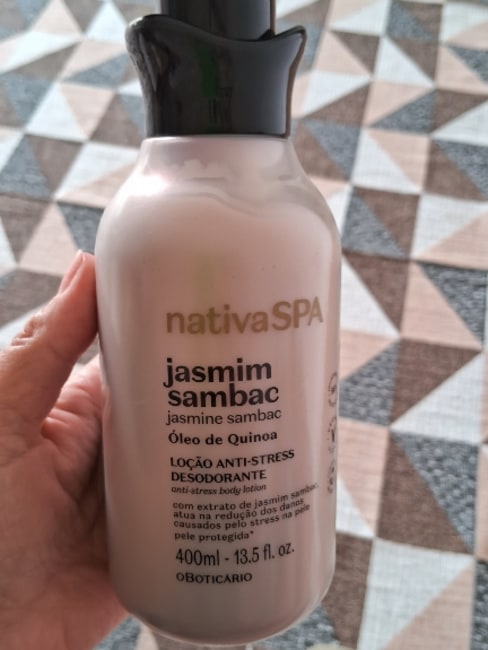 nativaSPA
jasmim
sambac
jasmine sambac
Óleo de Quinoa
LOÇÃO ANTI-STRESS
DESODORANTE
anti-stress body lotion
com extrato de jasmim sambac,
atua na redução dos danos
causados pelo stress na pele
pele protegida*
400ml - 13.5 fl. oz.
OBOTICÁRIO